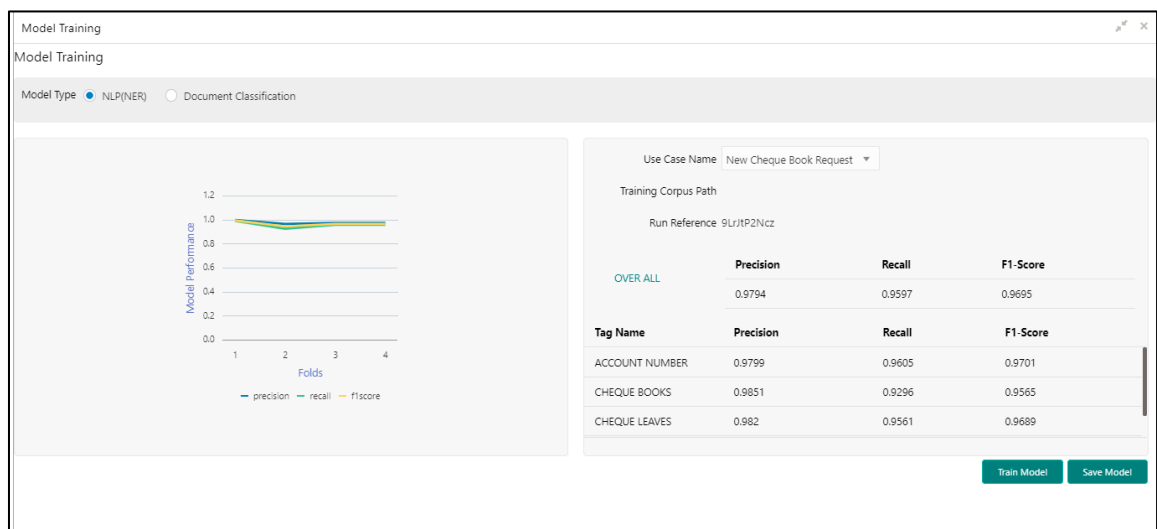 Model Training
Model Training
Model Type NLP(NER) Document Classification
1.2
1.0
0.8
0.6
0.4
0.2
0.0
Model Performance
1 2 3 4
Folds
precision recall f1score
Use Case Name New Cheque Book Request
Training Corpus Path
Run Reference 9LrJtP2Ncz
OVER ALL
Precision Recall F1-Score
0.9794 0.9597 0.9695
Tag Name Precision Recall F1-Score
ACCOUNT NUMBER 0.9799 0.9605 0.9701
CHEQUE BOOKS 0.9851 0.9296 0.9565
CHEQUE LEAVES 0.982 0.9561 0.9689
Train Model Save Model